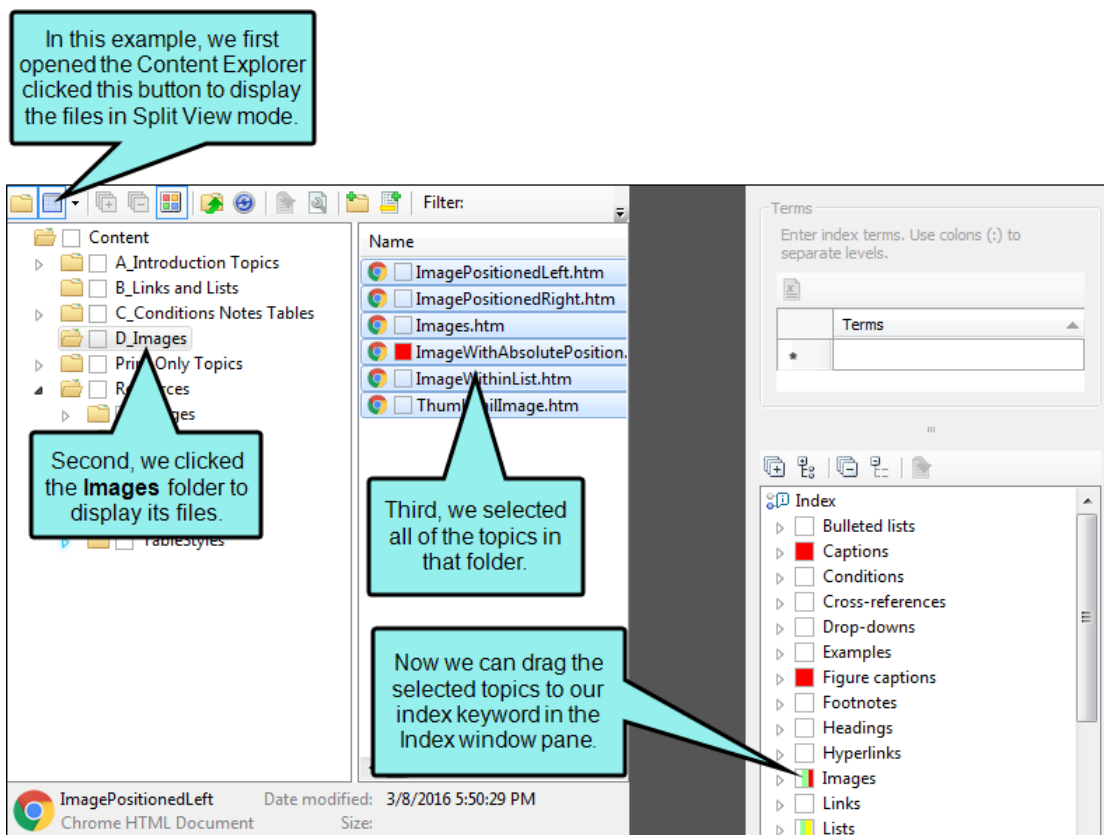 In this example, we first
opened the Content Explorer
clicked this button to display
the files in Split View mode.
Filter:
Content
A_Introduction Topics
B_Links and Lists
C_Conditions Notes Tables
D_Images
Print Only Topics
Name
ImagePositionedLeft.htm
ImagePositionedRight.htm
Images.htm
ImageWithAbsolutePosition.
ImageWithinList.htm
ThumbnailImage.htm
Second, we clicked
the Images folder to
display its files.
TableStyles
Third, we selected
all of the topics in
that folder.
Now we can drag the
selected topics to our
index keyword in the
Index window pane.
ImagePositionedLeft
Date modified: 3/8/2016 5:50:29 PM
Chrome HTML Document
Size:
Terms
Enter index terms. Use colons (:) to
separate levels.
Terms
Index
Bulleted lists
Captions
Conditions
Cross-references
Drop-downs
Examples
Figure captions
Footnotes
Headings
Hyperlinks
Images
Links
Lists